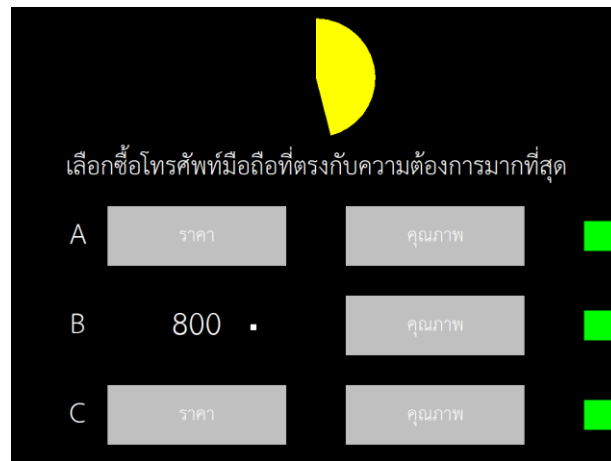 เลือกซื้อโทรศัพท์มือถือที่ตรงกับความต้องการมากที่สุด
A ราคา คุณภาพ
B 800 คุณภาพ
C ราคา คุณภาพ